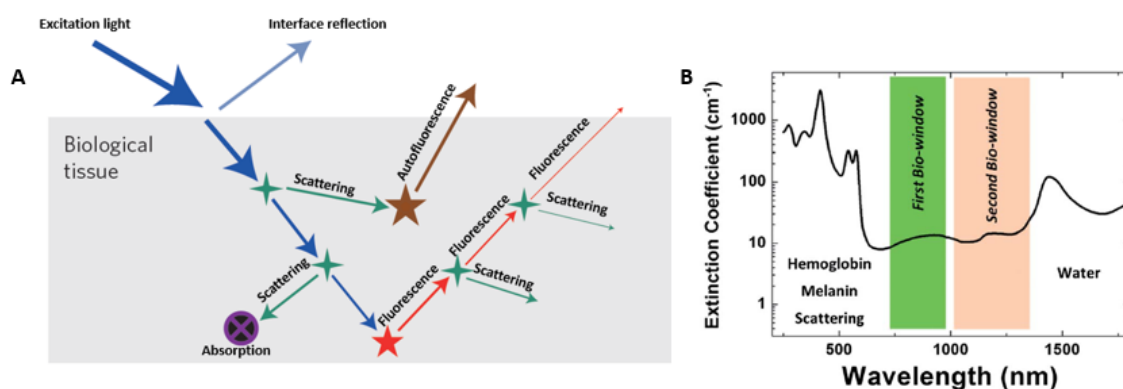 A
Excitation light
Interface reflection
Biological
tissue
Scattering
Autofluorescence
Fluorescence
Scattering
Fluorescence
Scattering
Fluorescence
Scattering
Absorption
B
Extinction Coefficient (cm⁻¹)
1000
100
10
1
First Bio-window
Second Bio-window
Hemoglobin
Melanin
Scattering
Water
500
1000
1500
Wavelength (nm)